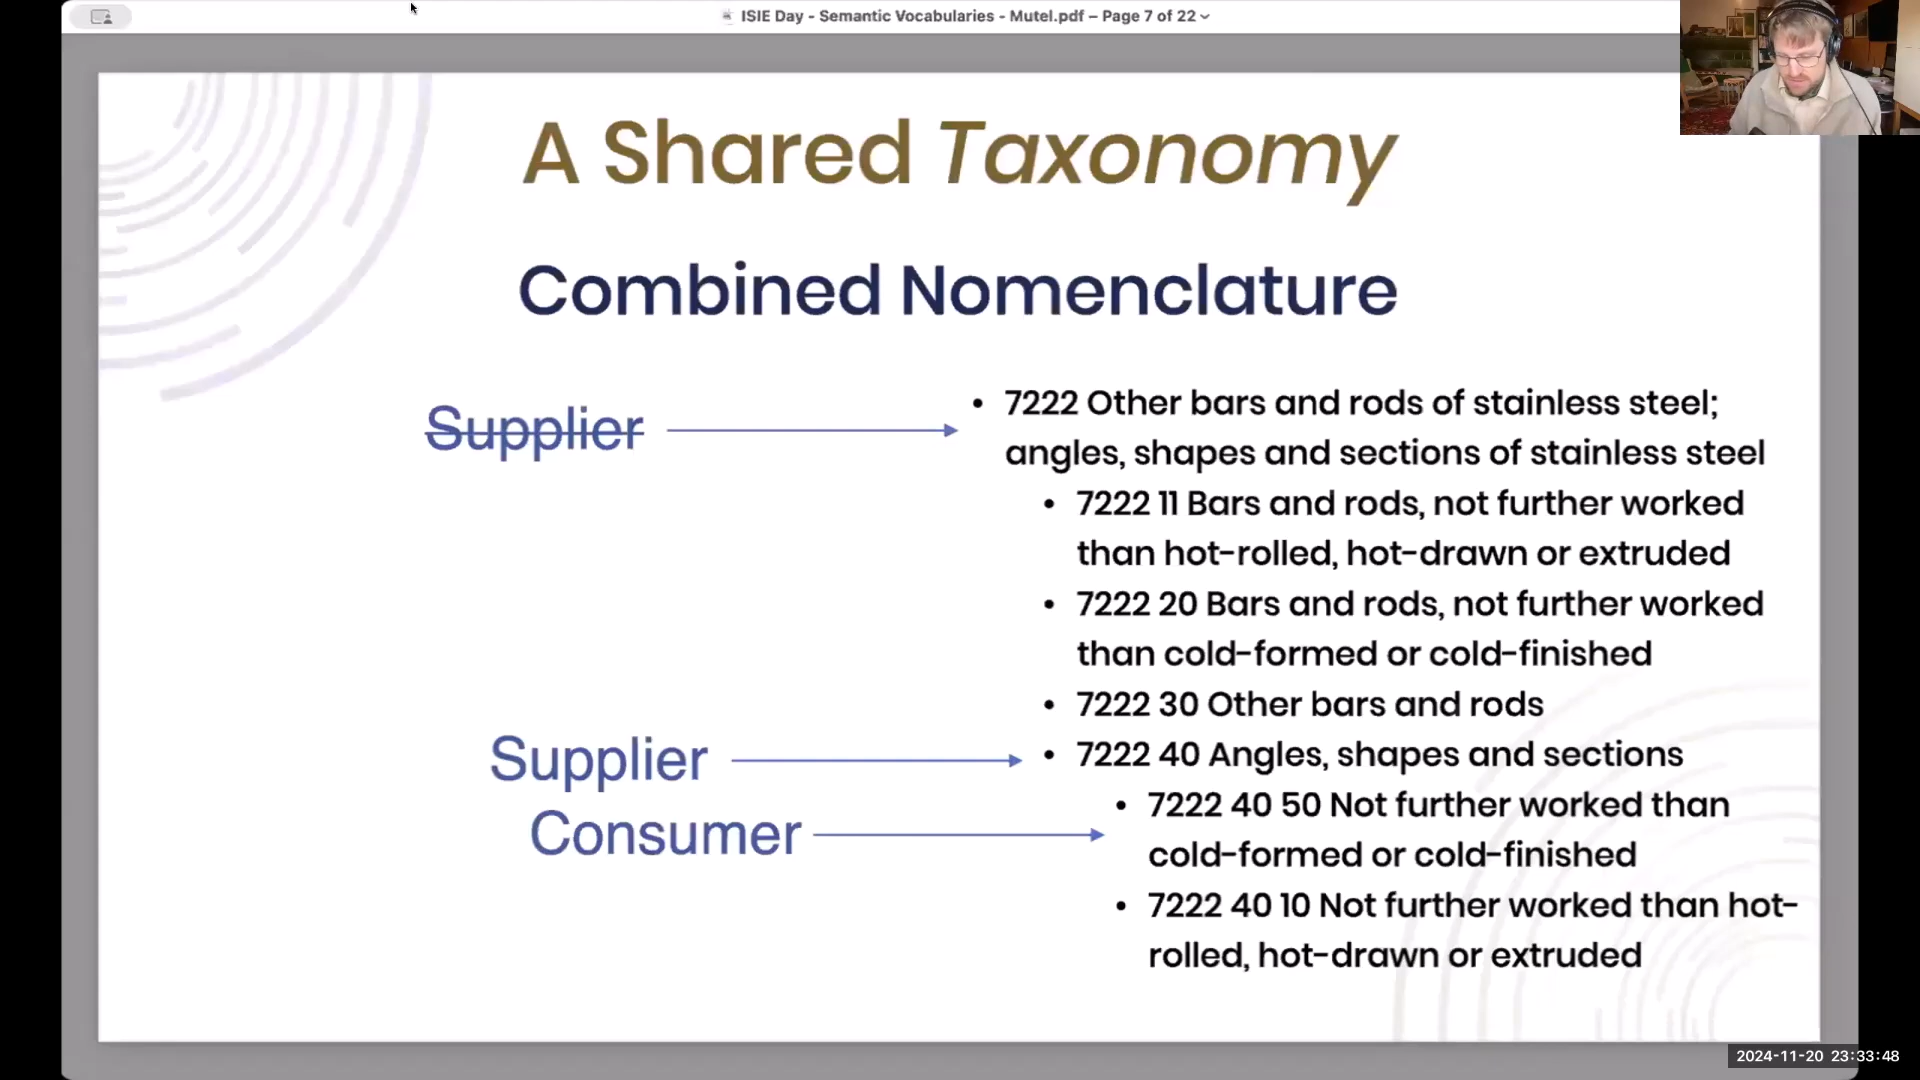 ISIE Day - Semantic Vocabularies - Mutel.pdf – Page 7 of 22
A Shared Taxonomy
Combined Nomenclature
Supplier
• 7222 Other bars and rods of stainless steel;
angles, shapes and sections of stainless steel
• 7222 11 Bars and rods, not further worked
than hot-rolled, hot-drawn or extruded
• 7222 20 Bars and rods, not further worked
than cold-formed or cold-finished
• 7222 30 Other bars and rods
Supplier
• 7222 40 Angles, shapes and sections
Consumer
• 7222 40 50 Not further worked than
cold-formed or cold-finished
• 7222 40 10 Not further worked than hot-
rolled, hot-drawn or extruded
2024-11-20 23:33:48